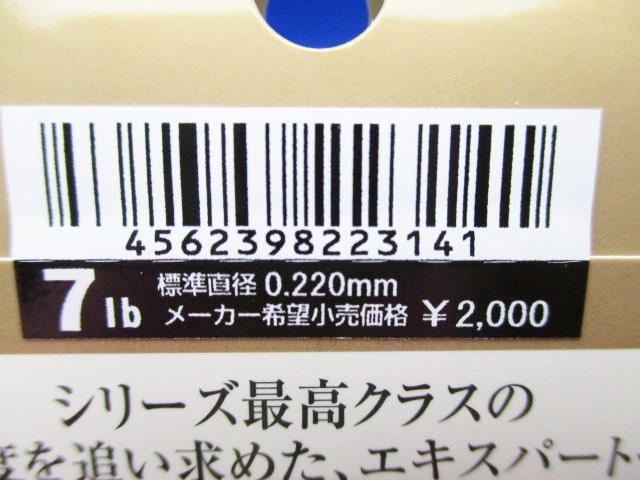 4562398223141
7lb 標準直径 0.220mm
メーカー希望小売価格 ¥2,000
シリーズ最高クラスの
度を追い求めた、エキスパート